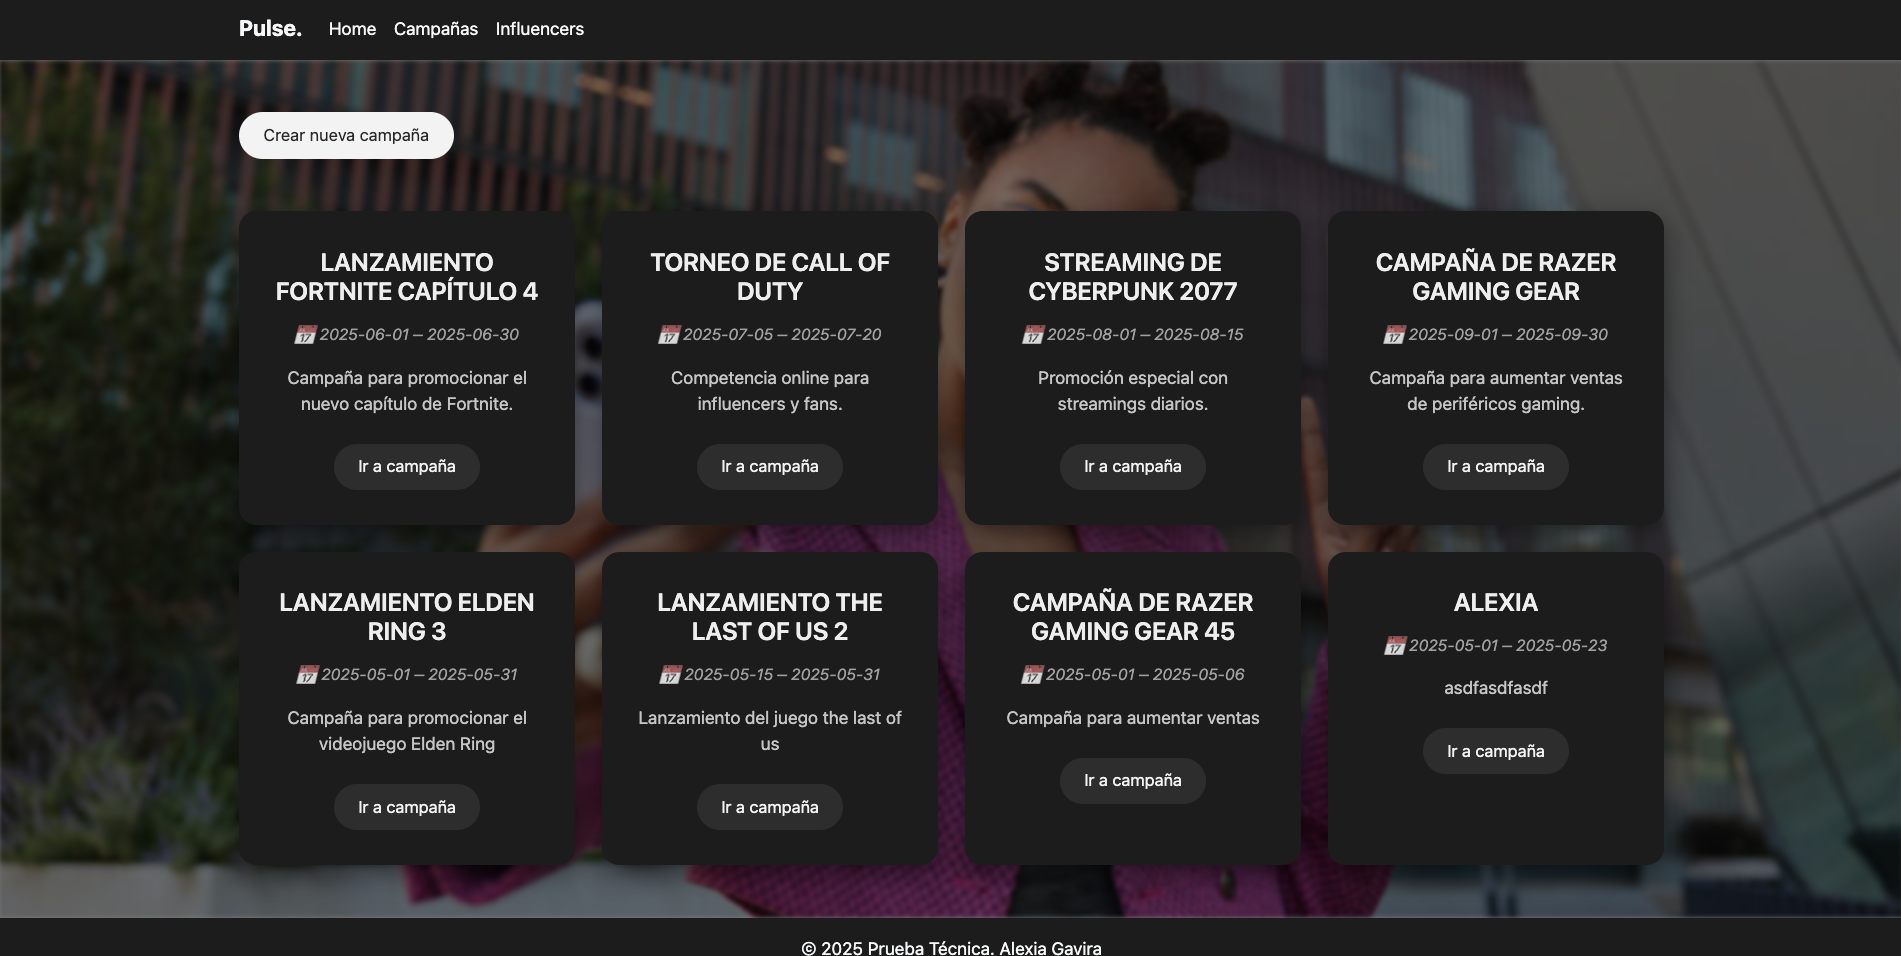 Pulse. Home Campañas Influencers
Crear nueva campaña
LANZAMIENTO
FORTNITE CAPÍTULO 4
2025-06-01 — 2025-06-30
Campaña para promocionar el
nuevo capítulo de Fortnite.
Ir a campaña
TORNEO DE CALL OF
DUTY
2025-07-05 — 2025-07-20
Competencia online para
influencers y fans.
Ir a campaña
STREAMING DE
CYBERPUNK 2077
2025-08-01 — 2025-08-15
Promoción especial con
streamings diarios.
Ir a campaña
CAMPAÑA DE RAZER
GAMING GEAR
2025-09-01 — 2025-09-30
Campaña para aumentar ventas
de periféricos gaming.
Ir a campaña
LANZAMIENTO ELDEN
RING 3
2025-05-01 — 2025-05-31
Campaña para promocionar el
videojuego Elden Ring
Ir a campaña
LANZAMIENTO THE
LAST OF US 2
2025-05-15 — 2025-05-31
Lanzamiento del juego the last of
us
Ir a campaña
CAMPAÑA DE RAZER
GAMING GEAR 45
2025-05-01 — 2025-05-06
Campaña para aumentar ventas
Ir a campaña
ALEXIA
2025-05-01 — 2025-05-23
asdfasdfasdf
Ir a campaña
© 2025 Prueba Técnica. Alexia Gavira